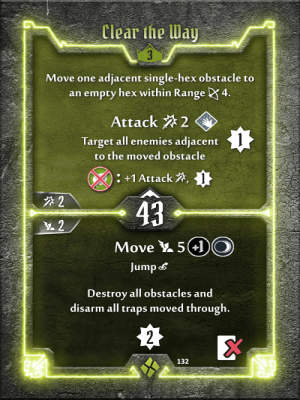 Clear the Way
3
Move one adjacent single-hex obstacle to
an empty hex within Range 4.
Attack 2
Target all enemies adjacent
to the moved obstacle
1
: +1 Attack, 1
2
43
2
Move 5 +1
Jump
Destroy all obstacles and
disarm all traps moved through.
2
132